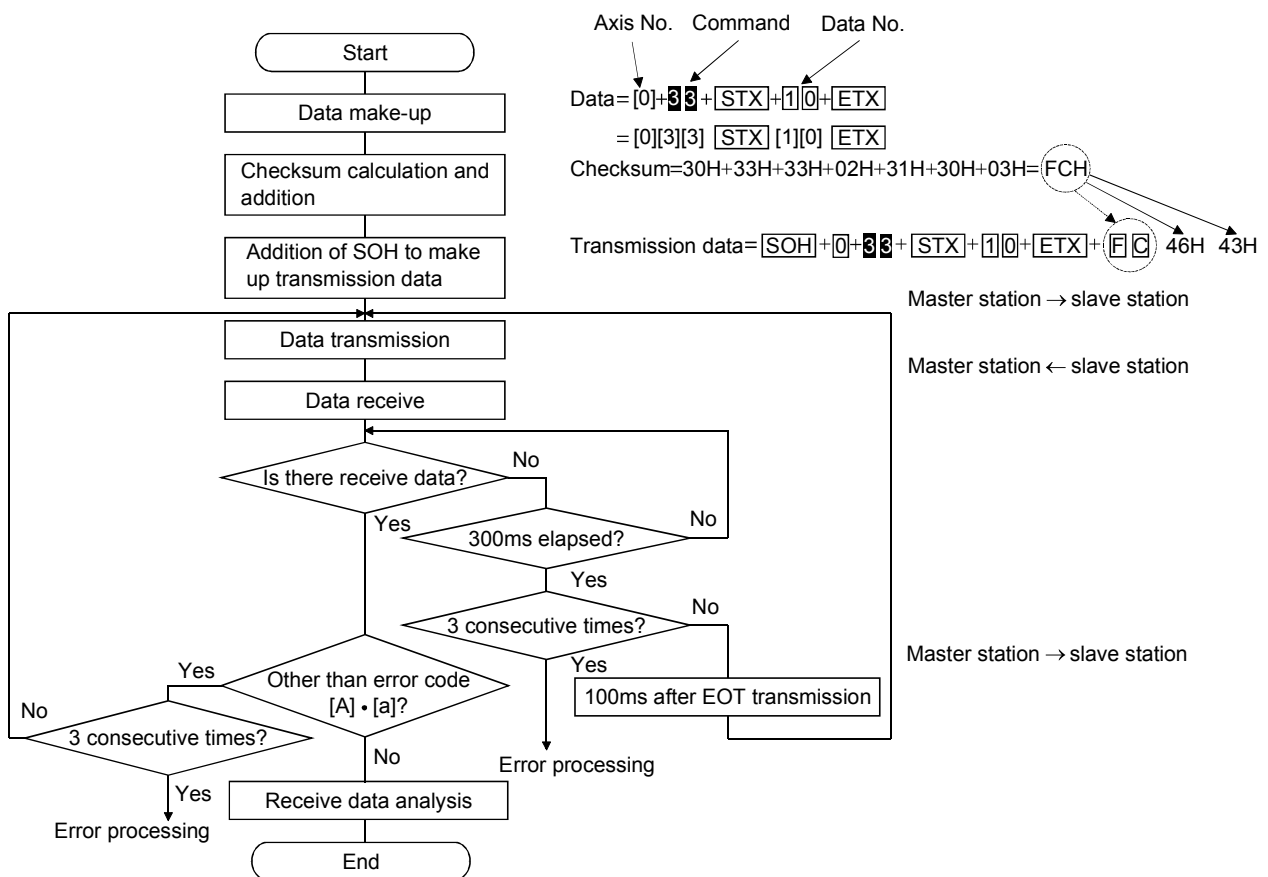 Axis No. Command Data No.
Start
Data=[0]+33+STX+10+ETX
Data make-up
=[0][3][3] STX [1][0] ETX
Checksum calculation and
addition
Checksum=30H+33H+33H+02H+31H+30H+03H=FCH
Addition of SOH to make
up transmission data
Transmission data=SOH+0+33+STX+10+ETX+FC 46H 43H
Master station → slave station
Data transmission
Master station ← slave station
Data receive
Is there receive data?
No
Yes
300ms elapsed?
No
Yes
3 consecutive times?
No
Yes
Master station → slave station
100ms after EOT transmission
Error processing
Other than error code
[A] • [a]?
Yes
No
3 consecutive times?
No
Yes
Error processing
Receive data analysis
End